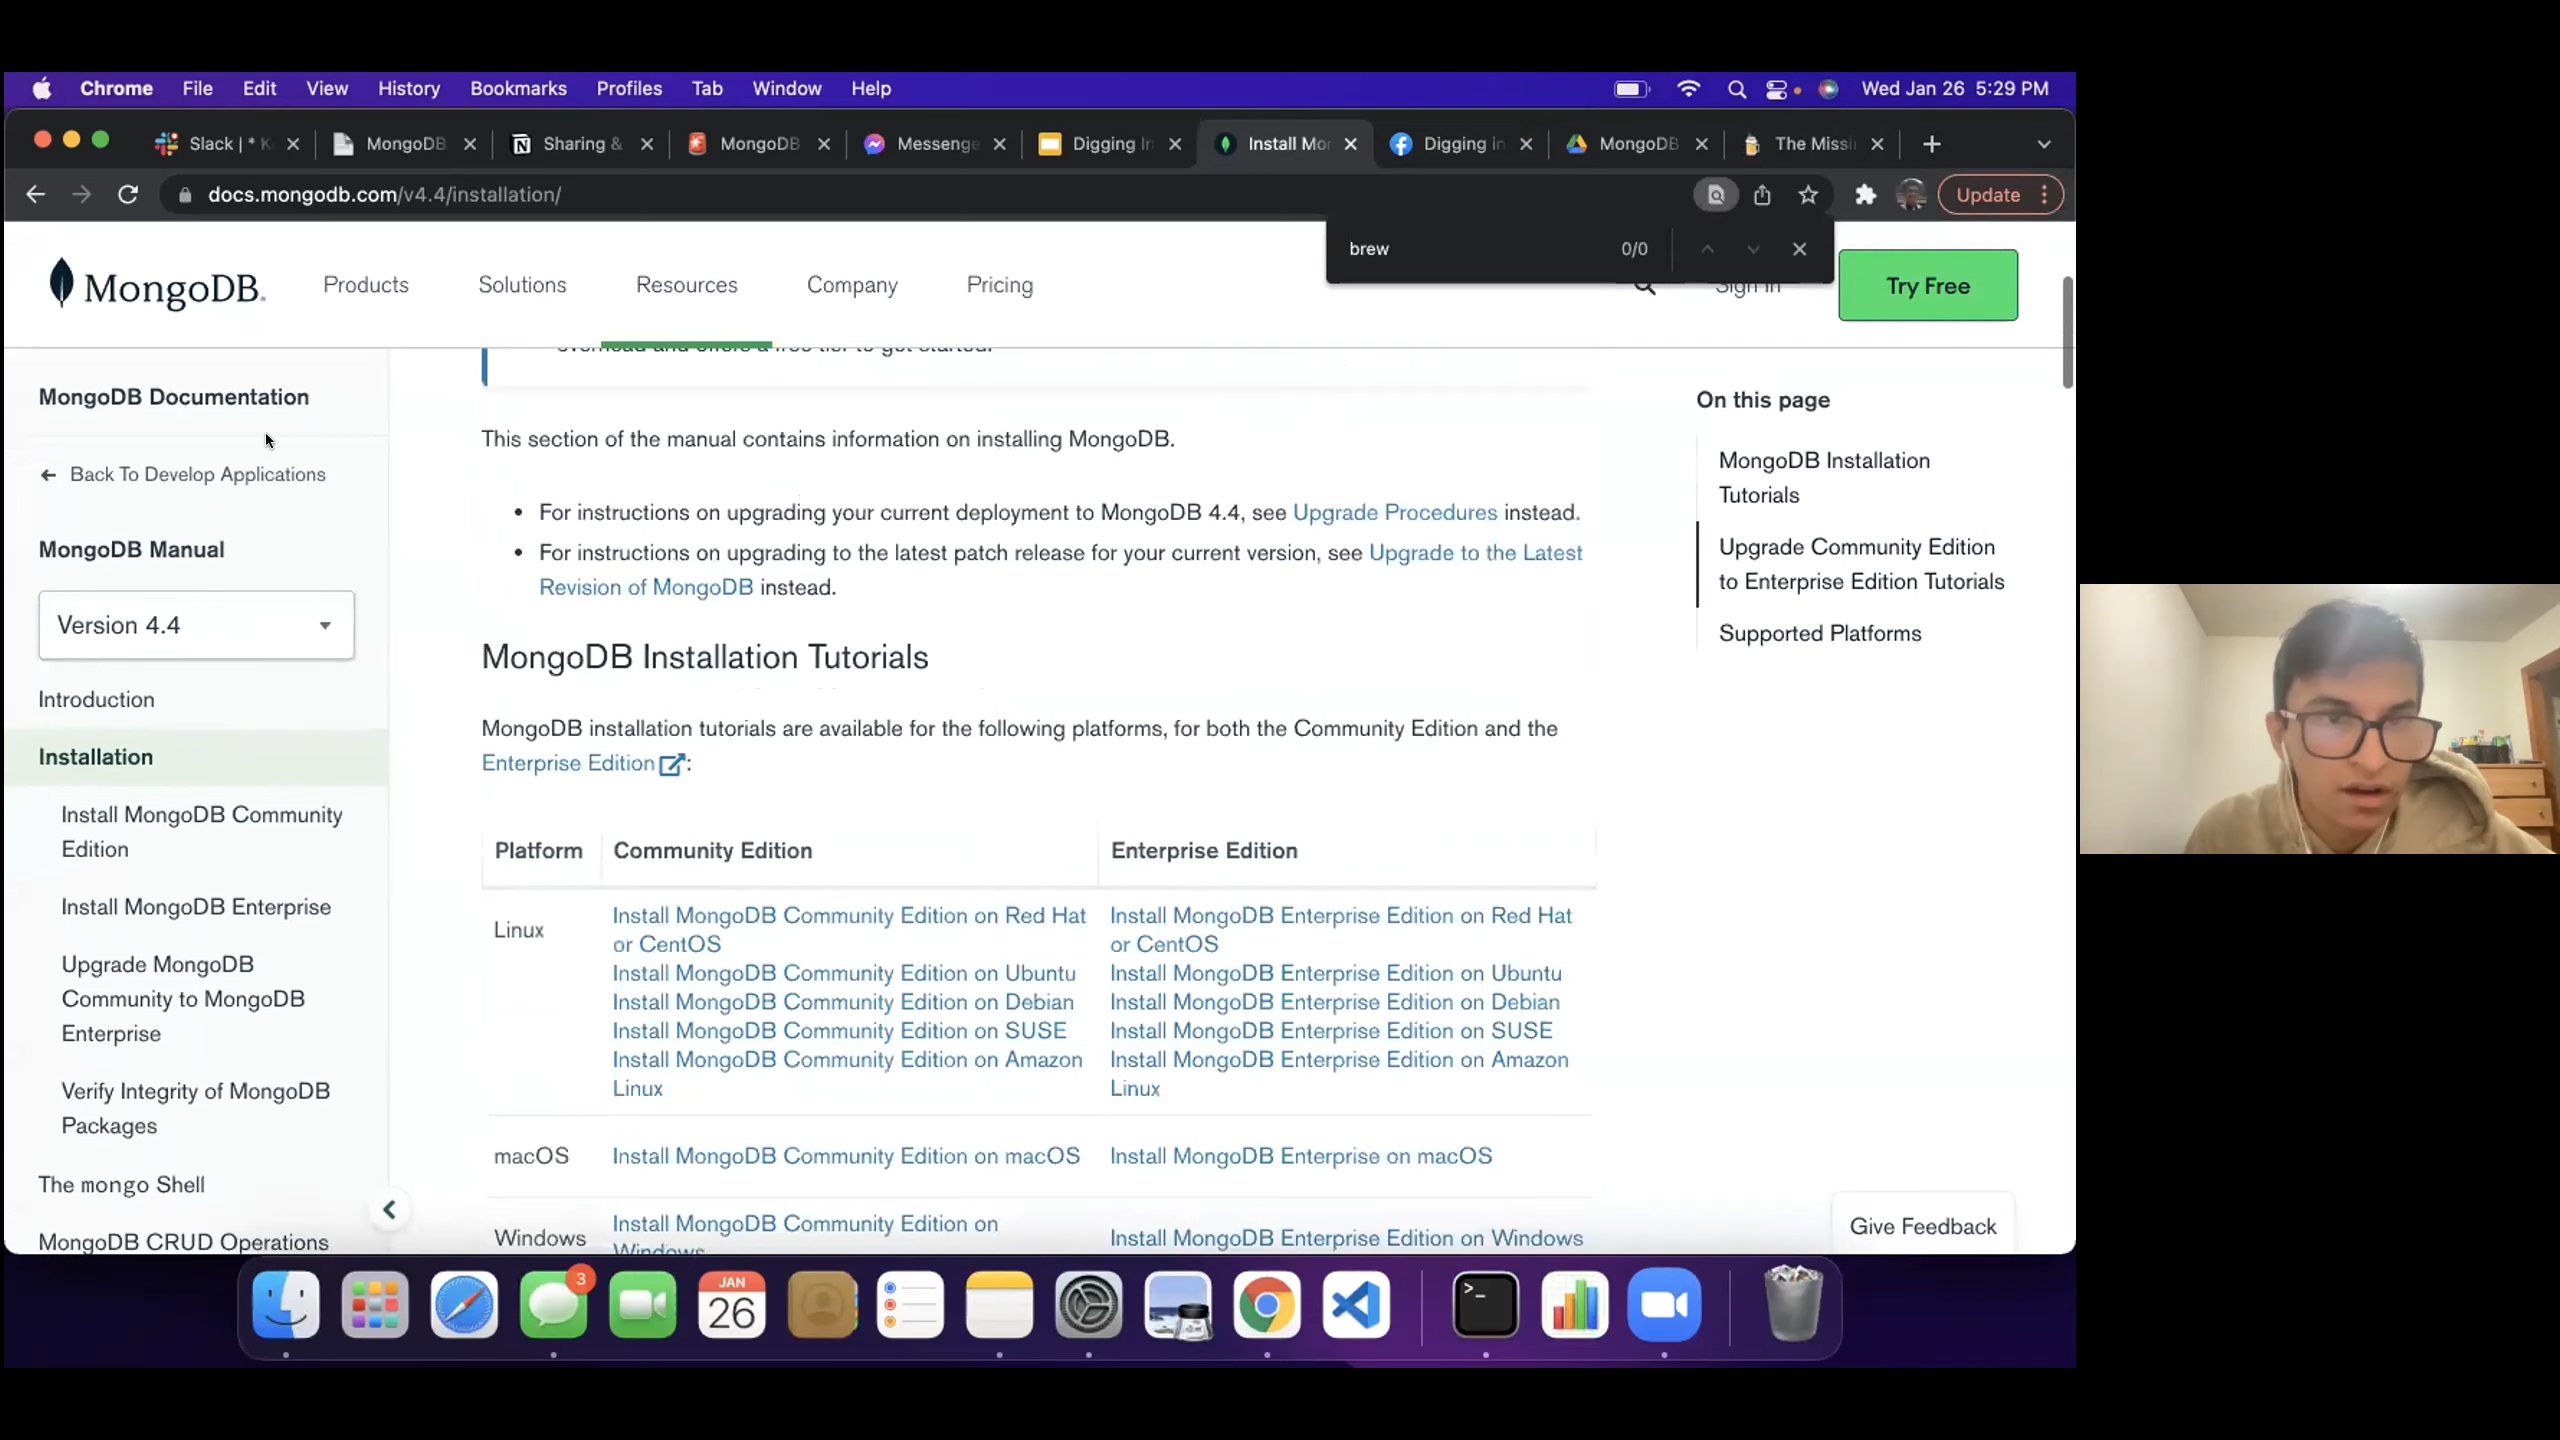 Chrome File Edit View History Bookmarks Profiles Tab Window Help Wed Jan 26 5:29 PM
Slack | * K MongoDB Sharing & MongoDB Messenge Digging In Install Mo Digging in MongoDB The Missi
docs.mongodb.com/v4.4/installation/ Update
brew 0/0
MongoDB. Products Solutions Resources Company Pricing Sign In Try Free
overhead and offers a free tier to get started.
MongoDB Documentation
Back To Develop Applications
MongoDB Manual
Version 4.4
Introduction
Installation
Install MongoDB Community
Edition
Install MongoDB Enterprise
Upgrade MongoDB
Community to MongoDB
Enterprise
Verify Integrity of MongoDB
Packages
The mongo Shell
MongoDB CRUD Operations
This section of the manual contains information on installing MongoDB.
• For instructions on upgrading your current deployment to MongoDB 4.4, see Upgrade Procedures instead.
• For instructions on upgrading to the latest patch release for your current version, see Upgrade to the Latest
Revision of MongoDB instead.
MongoDB Installation Tutorials
MongoDB installation tutorials are available for the following platforms, for both the Community Edition and the
Enterprise Edition :
Platform Community Edition Enterprise Edition
Linux
Install MongoDB Community Edition on Red Hat
or CentOS
Install MongoDB Community Edition on Ubuntu
Install MongoDB Community Edition on Debian
Install MongoDB Community Edition on SUSE
Install MongoDB Community Edition on Amazon
Linux
Install MongoDB Enterprise Edition on Red Hat
or CentOS
Install MongoDB Enterprise Edition on Ubuntu
Install MongoDB Enterprise Edition on Debian
Install MongoDB Enterprise Edition on SUSE
Install MongoDB Enterprise Edition on Amazon
Linux
macOS Install MongoDB Community Edition on macOS Install MongoDB Enterprise on macOS
Windows
Install MongoDB Community Edition on
Windows
Install MongoDB Enterprise Edition on Windows
On this page
MongoDB Installation
Tutorials
Upgrade Community Edition
to Enterprise Edition Tutorials
Supported Platforms
Give Feedback
3
JAN
26
>_